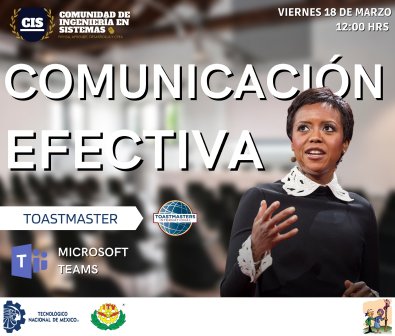 CIS
COMUNIDAD DE
INGENIERÍA EN
SISTEMAS
VIERNES 18 DE MARZO
12:00 HRS
COMUNICACIÓN
EFECTIVA
TOASTMASTER
TOASTMASTERS
INTERNATIONAL
MICROSOFT
TEAMS
TECNOLÓGICO
NACIONAL DE MÉXICO